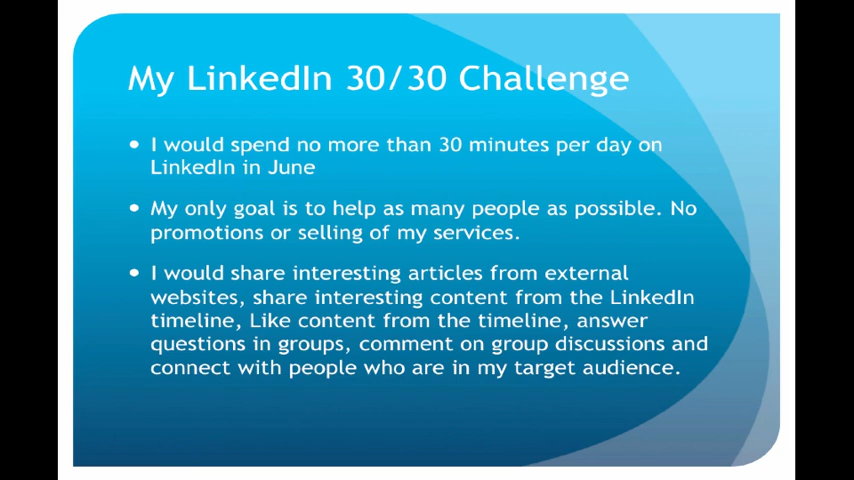 My LinkedIn 30/30 Challenge
• I would spend no more than 30 minutes per day on
LinkedIn in June
• My only goal is to help as many people as possible. No
promotions or selling of my services.
• I would share interesting articles from external
websites, share interesting content from the LinkedIn
timeline, Like content from the timeline, answer
questions in groups, comment on group discussions and
connect with people who are in my target audience.